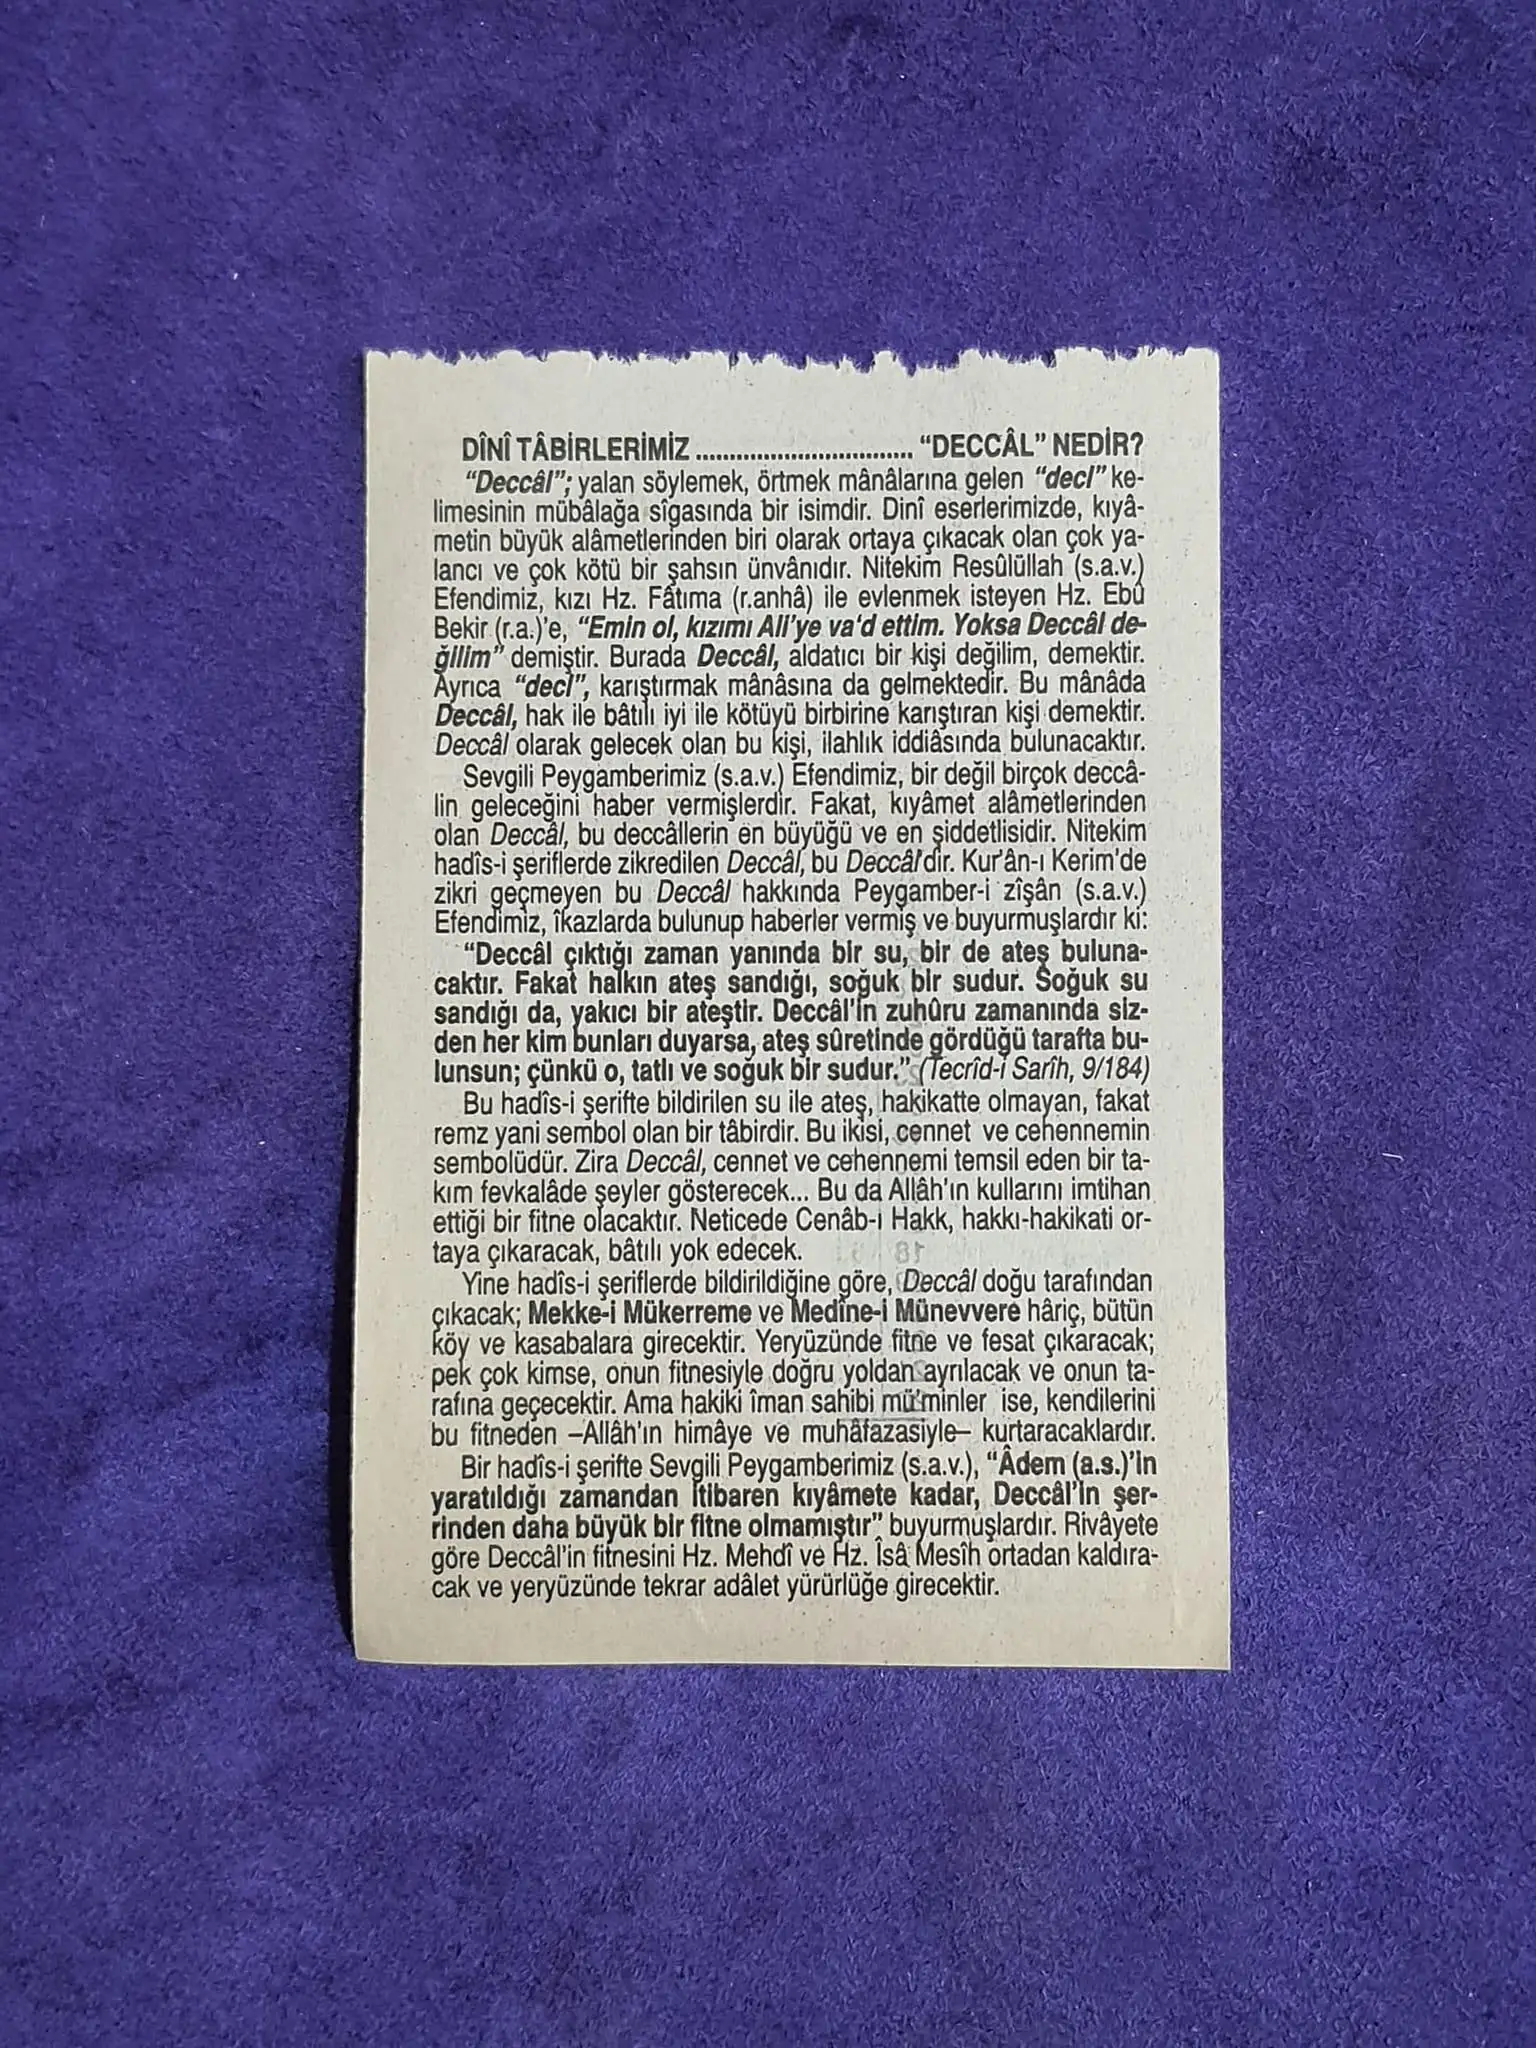 DÎNÎ TÂBİRLERİMİZ ................................ “DECCÂL” NEDİR?
“Deccâl”; yalan söylemek, örtmek mânâlarına gelen “decl” ke-
limesinin mübâlağa sîgasında bir isimdir. Dinî eserlerimizde, kıyâ-
metin büyük alâmetlerinden biri olarak ortaya çıkacak olan çok ya-
lancı ve çok kötü bir şahsın ünvânıdır. Nitekim Resûlüllah (s.a.v.)
Efendimiz, kızı Hz. Fâtıma (r.anhâ) ile evlenmek isteyen Hz. Ebû
Bekir (r.a.)’e, “Emin ol, kızımı Ali’ye va’d ettim. Yoksa Deccâl de-
ğilim” demiştir. Burada Deccâl, aldatıcı bir kişi değilim, demektir.
Ayrıca “decl”, karıştırmak mânâsına da gelmektedir. Bu mânâda
Deccâl, hak ile bâtılı iyi ile kötüyü birbirine karıştıran kişi demektir.
Deccâl olarak gelecek olan bu kişi, ilahlık iddiâsında bulunacaktır.
Sevgili Peygamberimiz (s.a.v.) Efendimiz, bir değil birçok deccâ-
lin geleceğini haber vermişlerdir. Fakat, kıyâmet alâmetlerinden
olan Deccâl, bu deccâllerin en büyüğü ve en şiddetlisidir. Nitekim
hadîs-i şeriflerde zikredilen Deccâl, bu Deccâl’dir. Kur’ân-ı Kerim’de
zikri geçmeyen bu Deccâl hakkında Peygamber-i zîşân (s.a.v.)
Efendimiz, îkazlarda bulunup haberler vermiş ve buyurmuşlardır ki:
“Deccâl çıktığı zaman yanında bir su, bir de ateş buluna-
caktır. Fakat halkın ateş sandığı, soğuk bir sudur. Soğuk su
sandığı da, yakıcı bir ateştir. Deccâl’in zuhûru zamanında siz-
den her kim bunları duyarsa, ateş sûretinde gördüğü tarafta bu-
lunsun; çünkü o, tatlı ve soğuk bir sudur.” (Tecrîd-i Sarîh, 9/184)
Bu hadîs-i şerifte bildirilen su ile ateş, hakikatte olmayan, fakat
remz yani sembol olan bir tâbirdir. Bu ikisi, cennet ve cehennemin
sembolüdür. Zira Deccâl, cennet ve cehennemi temsil eden bir ta-
kım fevkalâde şeyler gösterecek... Bu da Allâh’ın kullarını imtihan
ettiği bir fitne olacaktır. Neticede Cenâb-ı Hakk, hakkı-hakikati or-
taya çıkaracak, bâtılı yok edecek.
Yine hadîs-i şeriflerde bildirildiğine göre, Deccâl doğu tarafından
çıkacak; Mekke-i Mükerreme ve Medîne-i Münevvere hâriç, bütün
köy ve kasabalara girecektir. Yeryüzünde fitne ve fesat çıkaracak;
pek çok kimse, onun fitnesiyle doğru yoldan ayrılacak ve onun ta-
rafına geçecektir. Ama hakiki îman sahibi mü’minler ise, kendilerini
bu fitneden –Allâh’ın himâye ve muhâfazasiyle– kurtaracaklardır.
Bir hadîs-i şerifte Sevgili Peygamberimiz (s.a.v.), “Âdem (a.s.)’in
yaratıldığı zamandan itibaren kıyâmete kadar, Deccâl’in şer-
rinden daha büyük bir fitne olmamıştır” buyurmuşlardır. Rivâyete
göre Deccâl’in fitnesini Hz. Mehdî ve Hz. Îsâ Mesîh ortadan kaldıra-
cak ve yeryüzünde tekrar adâlet yürürlüğe girecektir.